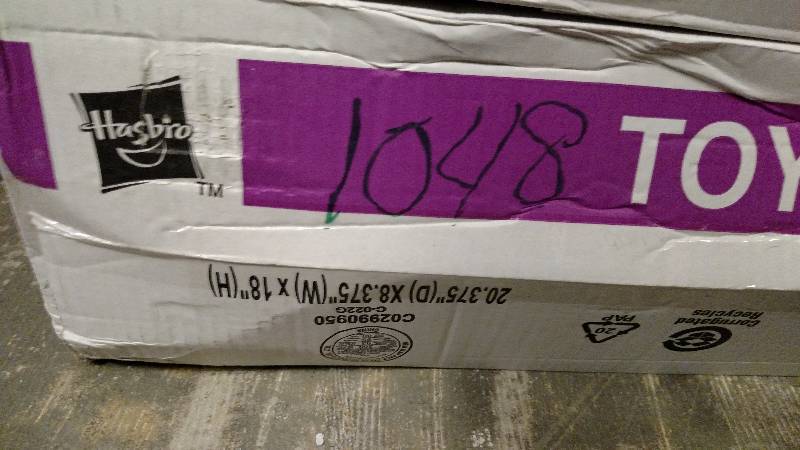 Hasbro
TM
1048 TOY
20.375"(D) X8.375"(W) x 18"(H)
C02990950
C-022G
20
PAP
Corrugated
Recycles